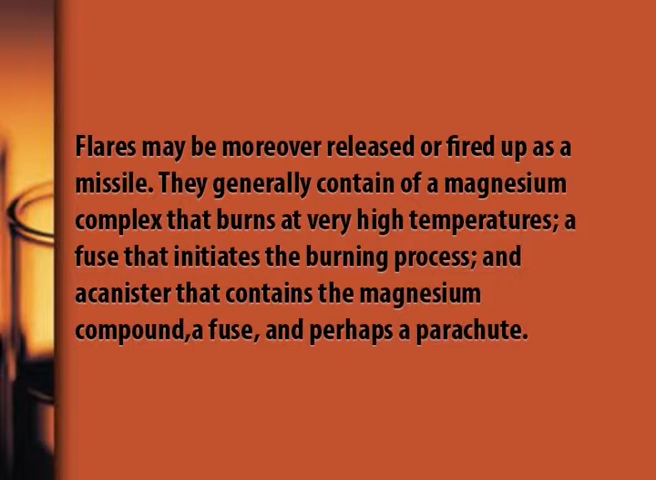 Flares may be moreover released or fired up as a
missile. They generally contain of a magnesium
complex that burns at very high temperatures; a
fuse that initiates the burning process; and
acanister that contains the magnesium
compound,a fuse, and perhaps a parachute.